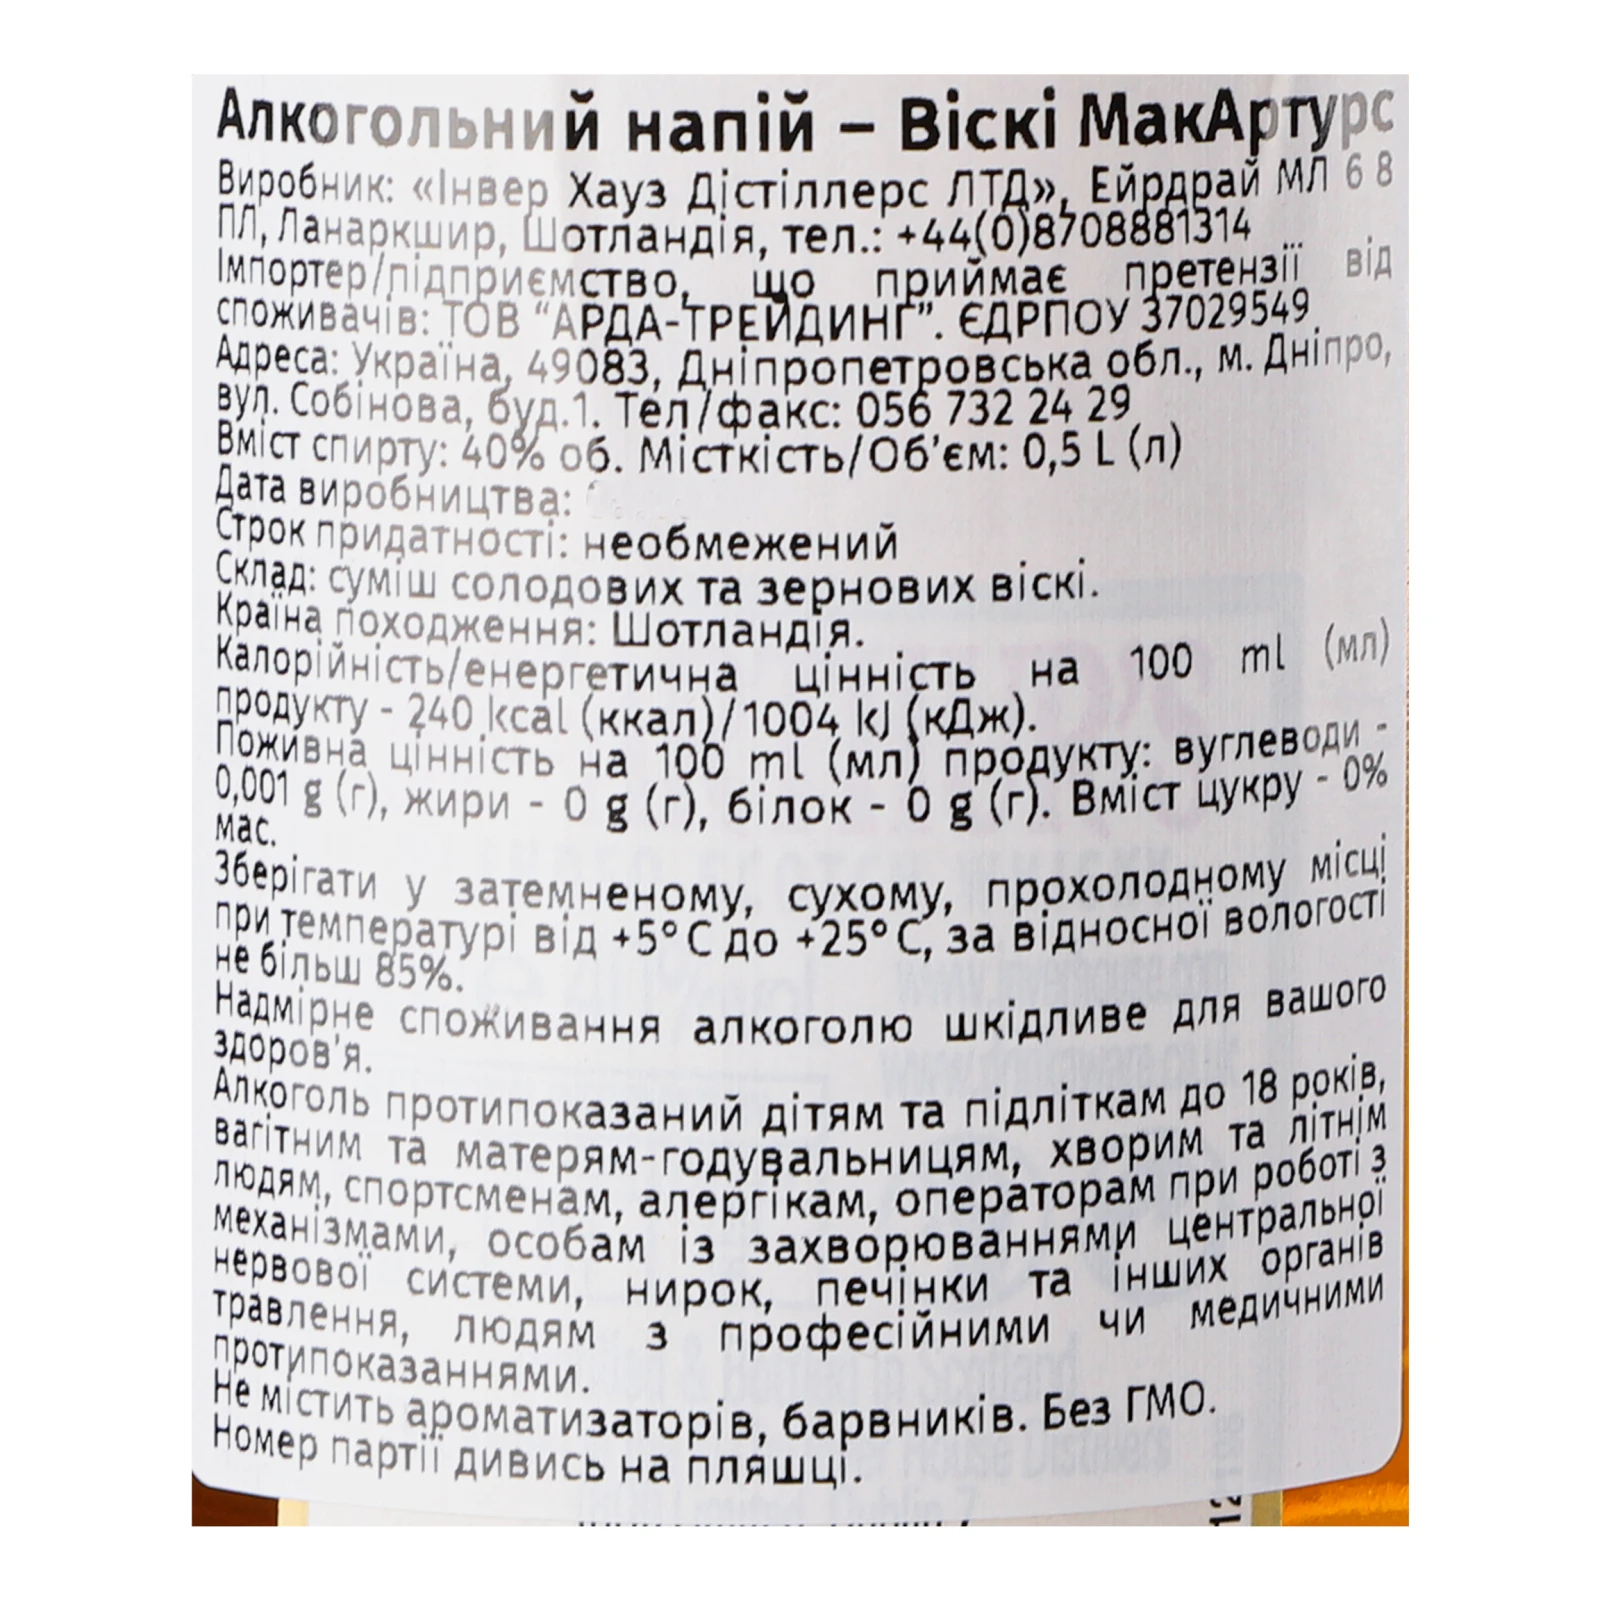 Алкогольний напій – Віскі МакАртурс
Виробник: «Інвер Хауз Дістіллерс ЛТД», Ейрдрай МЛ 6 8
ПЛ, Ланаркшир, Шотландія, тел.: +44(0)8708881314
Імпортер/підприємство, що приймає претензії від
споживачів: ТОВ “АРДА-ТРЕЙДИНГ”. ЄДРПОУ 37029549
Адреса: Україна, 49083, Дніпропетровська обл., м. Дніпро,
вул. Собінова, буд.1. Тел/факс: 056 732 24 29
Вміст спирту: 40% об. Місткість/Об’єм: 0,5 L (л)
Дата виробництва:
Строк придатності: необмежений
Склад: суміш солодових та зернових віскі.
Країна походження: Шотландія.
Калорійність/енергетична цінність на 100 ml (мл)
продукту - 240 kcal (ккал)/1004 kJ (кДж).
Поживна цінність на 100 ml (мл) продукту: вуглеводи -
0,001 g (г), жири - 0 g (г), білок - 0 g (г). Вміст цукру - 0%
мас.
Зберігати у затемненому, сухому, прохолодному місці
при температурі від +5°С до +25°С, за відносної вологості
не більш 85%.
Надмірне споживання алкоголю шкідливе для вашого
здоров’я.
Алкоголь протипоказаний дітям та підліткам до 18 років,
вагітним та матерям-годувальницям, хворим та літнім
людям, спортсменам, алергікам, операторам при роботі з
механізмами, особам із захворюваннями центральної
нервової системи, нирок, печінки та інших органів
травлення, людям з професійними чи медичними
протипоказаннями.
Не містить ароматизаторів, барвників. Без ГМО.
Номер партії дивись на пляшці.